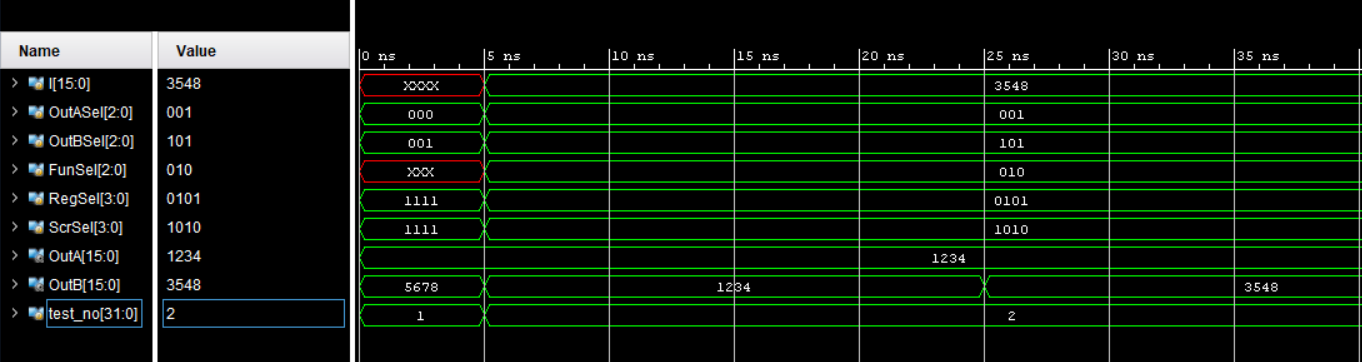 0 ns 5 ns 10 ns 15 ns 20 ns 25 ns 30 ns 35 ns
Name Value
I[15:0] 3548 XXXX 3548
OutASel[2:0] 001 000 001
OutBSel[2:0] 101 001 101
FunSel[2:0] 010 XXX 010
RegSel[3:0] 0101 1111 0101
ScrSel[3:0] 1010 1111 1010
OutA[15:0] 1234 1234
OutB[15:0] 3548 5678 1234 3548
test_no[31:0] 2 1 2